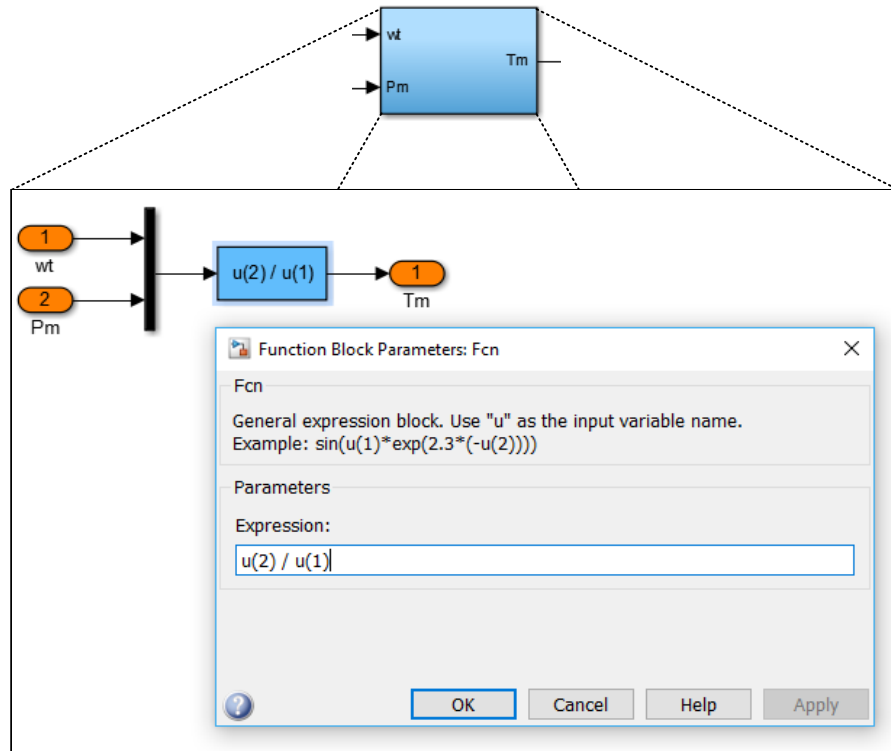 wt
Tm
Pm
1
wt
2
Pm
u(2) / u(1)
1
Tm
Function Block Parameters: Fcn
Fcn
General expression block. Use "u" as the input variable name.
Example: sin(u(1)*exp(2.3*(-u(2))))
Parameters
Expression:
u(2) / u(1)
?
OK Cancel Help Apply